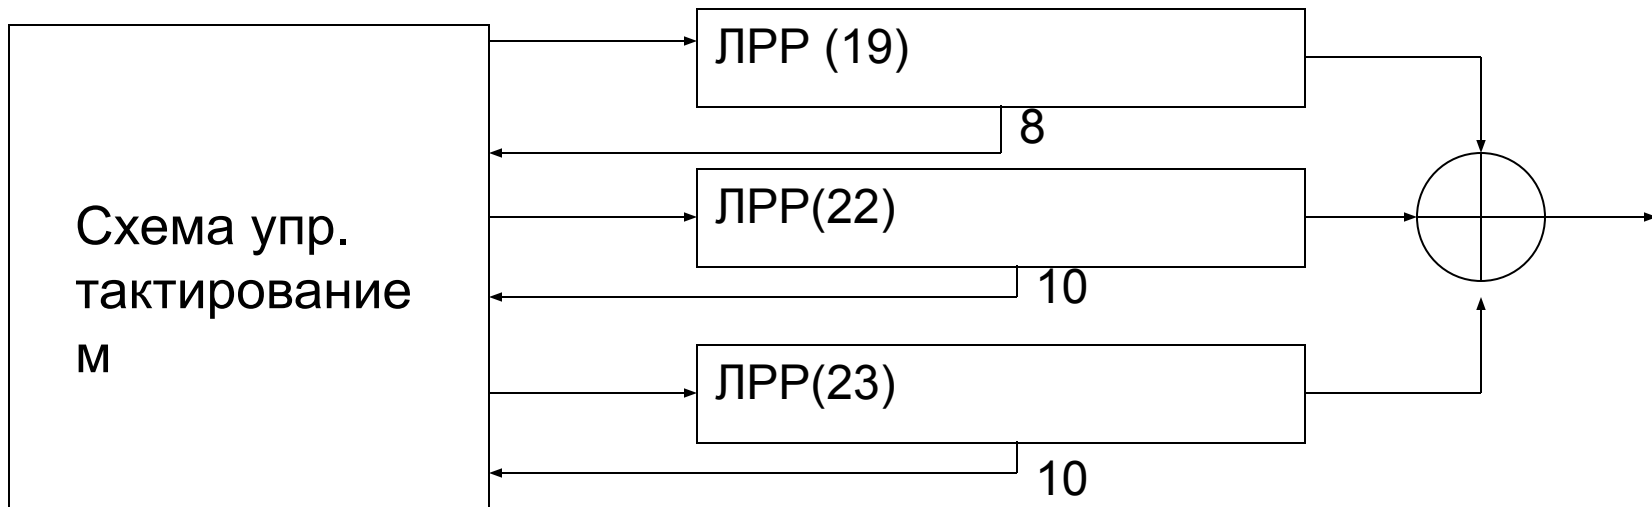 ЛРР (19)
8
ЛРР(22)
Схема упр.
тактирование
м
10
ЛРР(23)
10